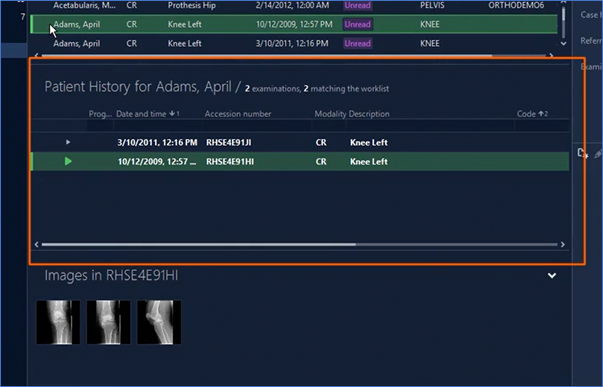 Acetabularis, M... CR Prothesis Hip 2/14/2012, 12:00 AM Unread PELVIS ORTHODEMO6
7
Adams, April CR Knee Left 10/12/2009, 12:57 PM Unread KNEE
Case
Adams, April CR Knee Left 3/10/2011, 12:16 PM Unread KNEE
Referr
Examin
Patient History for Adams, April / 2 examinations, 2 matching the worklist
Prog... Date and time 1 Accession number Modality Description Code 2
3/10/2011, 12:16 PM RHSE4E91JI CR Knee Left
10/12/2009, 12:57 ... RHSE4E91HI CR Knee Left
Images in RHSE4E91HI